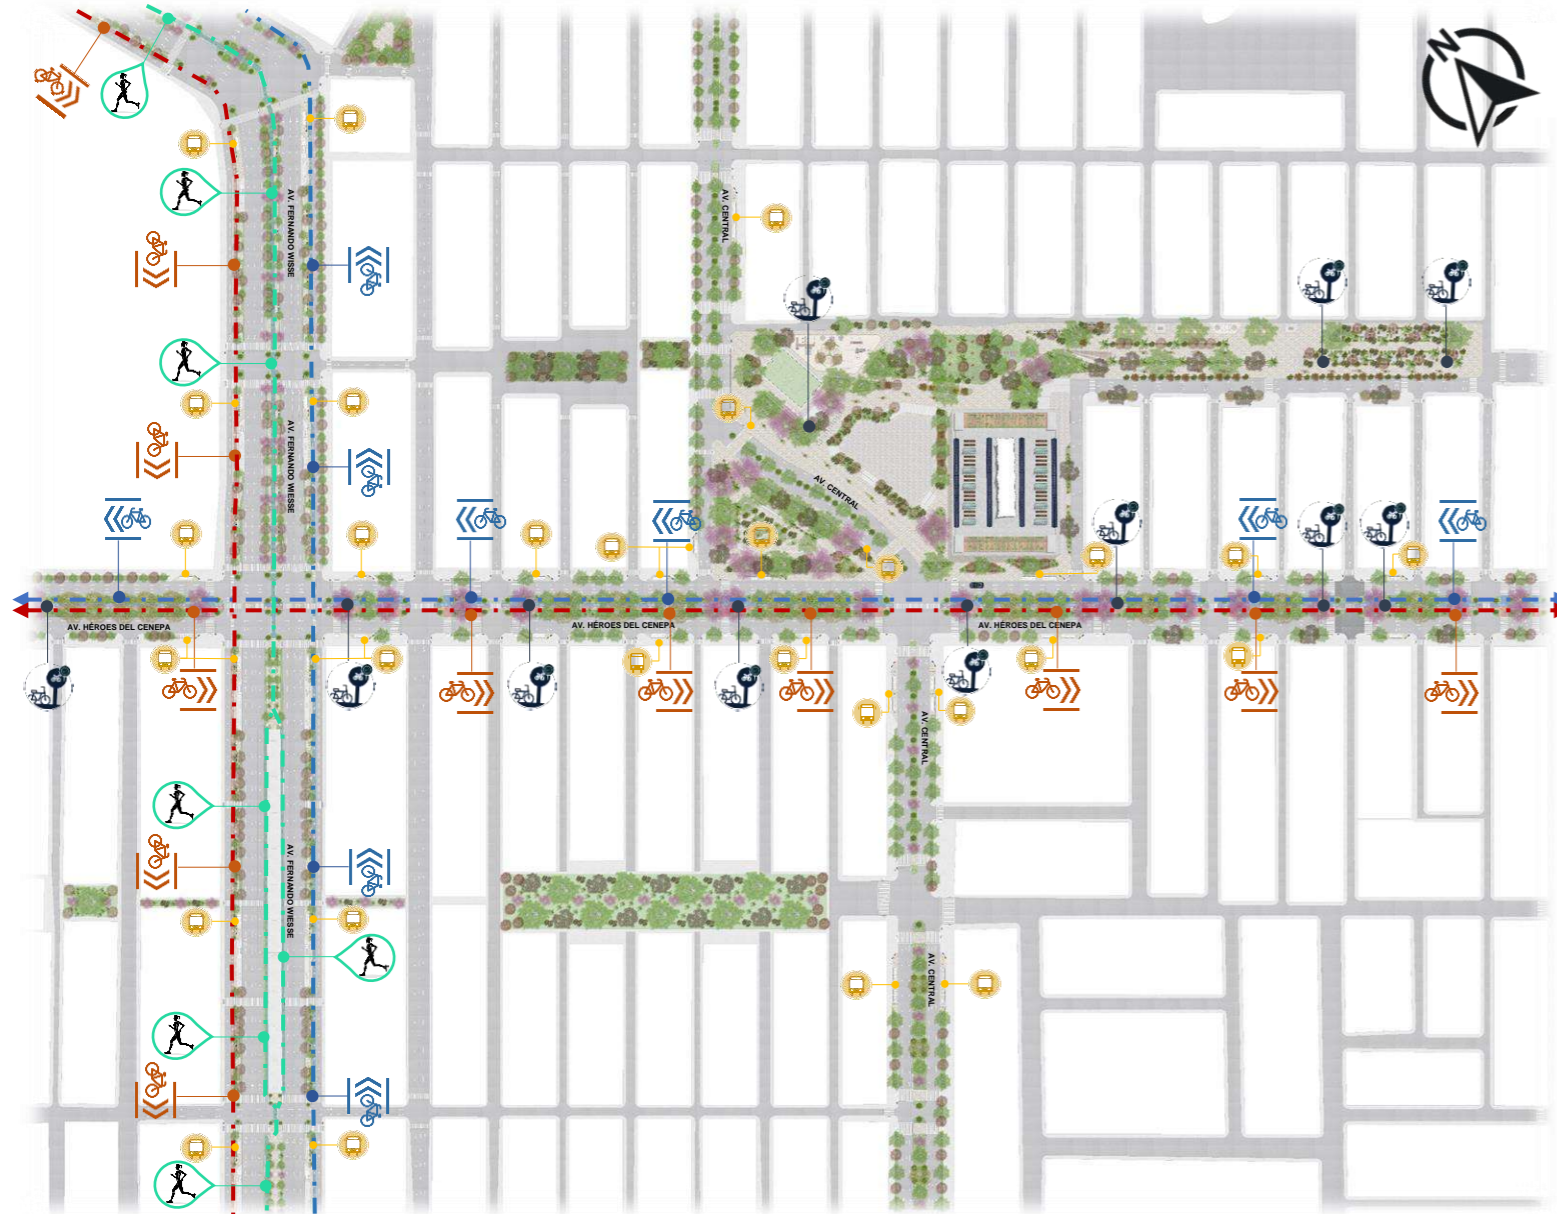 N
AV. FERNANDO WISSE
AV. CENTRAL
AV. FERNANDO WIESSE
AV. CENTRAL
AV. HÉROES DEL CENEPA
AV. HÉROES DEL CENEPA
AV. HÉROES DEL CENEPA
AV. CENTRAL
AV. FERNANDO WIESSE
AV. CENTRAL